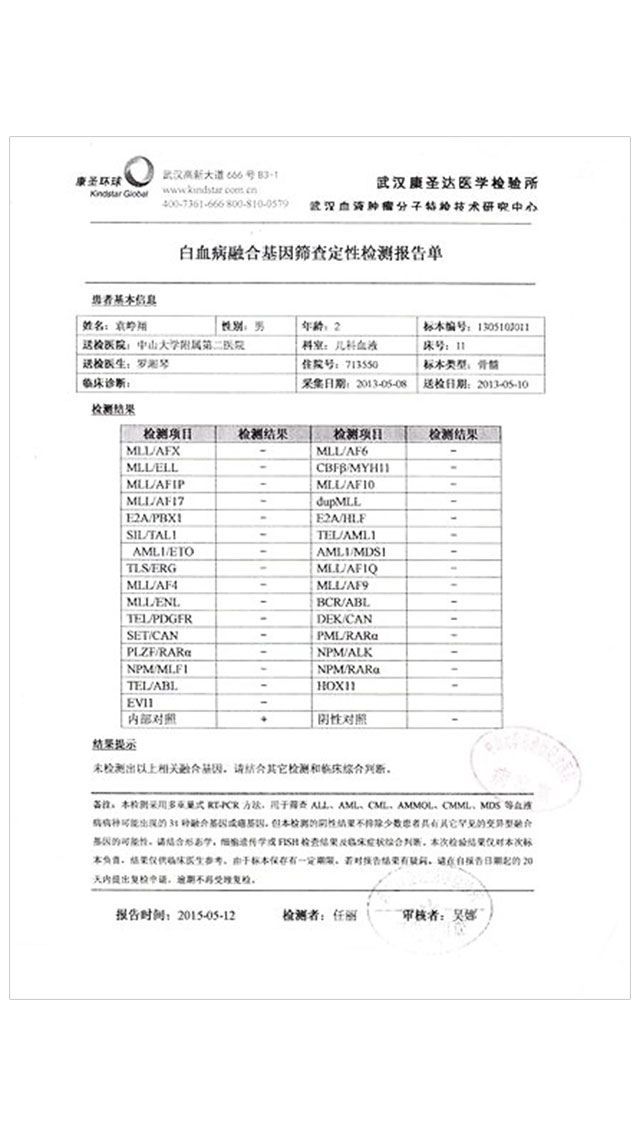 康圣环球
Kindstar Global
武汉高新大道 666 号 B3-1
www.kindstar.com.cn
400-7361-666 800-810-0579
武汉康圣达医学检验所
武汉血液肿瘤分子特检技术研究中心
白血病融合基因筛查定性检测报告单
患者基本信息
姓名：袁峥翔 性别：男 年龄：2 标本编号：1305103011
送检医院：中山大学附属第二医院 科室：儿科血液 床号：11
送检医生：罗湘琴 住院号：713550 标本类型：骨髓
临床诊断： 采集日期：2013-05-08 送检日期：2013-05-10
检测结果
检测项目 检测结果 检测项目 检测结果
MLL/AFX - MLL/AF6 -
MLL/ELL - CBFβ/MYH11 -
MLL/AF1P - MLL/AF10 -
MLL/AF17 - dupMLL -
E2A/PBX1 - E2A/HLF -
SIL/TAL1 - TEL/AML1 -
AML1/ETO - AML1/MDS1 -
TLS/ERG - MLL/AF1Q -
MLL/AF4 - MLL/AF9 -
MLL/ENL - BCR/ABL -
TEL/PDGFR - DEK/CAN -
SET/CAN - PML/RARα -
PLZF/RARα - NPM/ALK -
NPM/MLF1 - NPM/RARα -
TEL/ABL - HOX11 -
EVI1 -
内部对照 + 阴性对照 -
结果提示
未检测出以上相关融合基因。请结合其它检测和临床综合判断。
备注：本检测采用多重巢式 RT-PCR 方法，用于筛查 ALL、AML、CML、AMMOL、CMML、MDS 等血液
病病种可能出现的 31 种融合基因或癌基因。但本检测的阴性结果不排除少数患者具有其它罕见的变异型融合
基因的可能性。请结合形态学、细胞遗传学或 FISH 检查结果及临床症状综合判断。本次检验结果仅对本次标
本负责，结果仅供临床医生参考。由于标本保存有一定期限，若对报告结果有疑问，请在自报告日期起的 20
天内提出复检申请，逾期不再受理复检。
报告时间：2015-05-12 检测者：任丽 审核者：吴娜